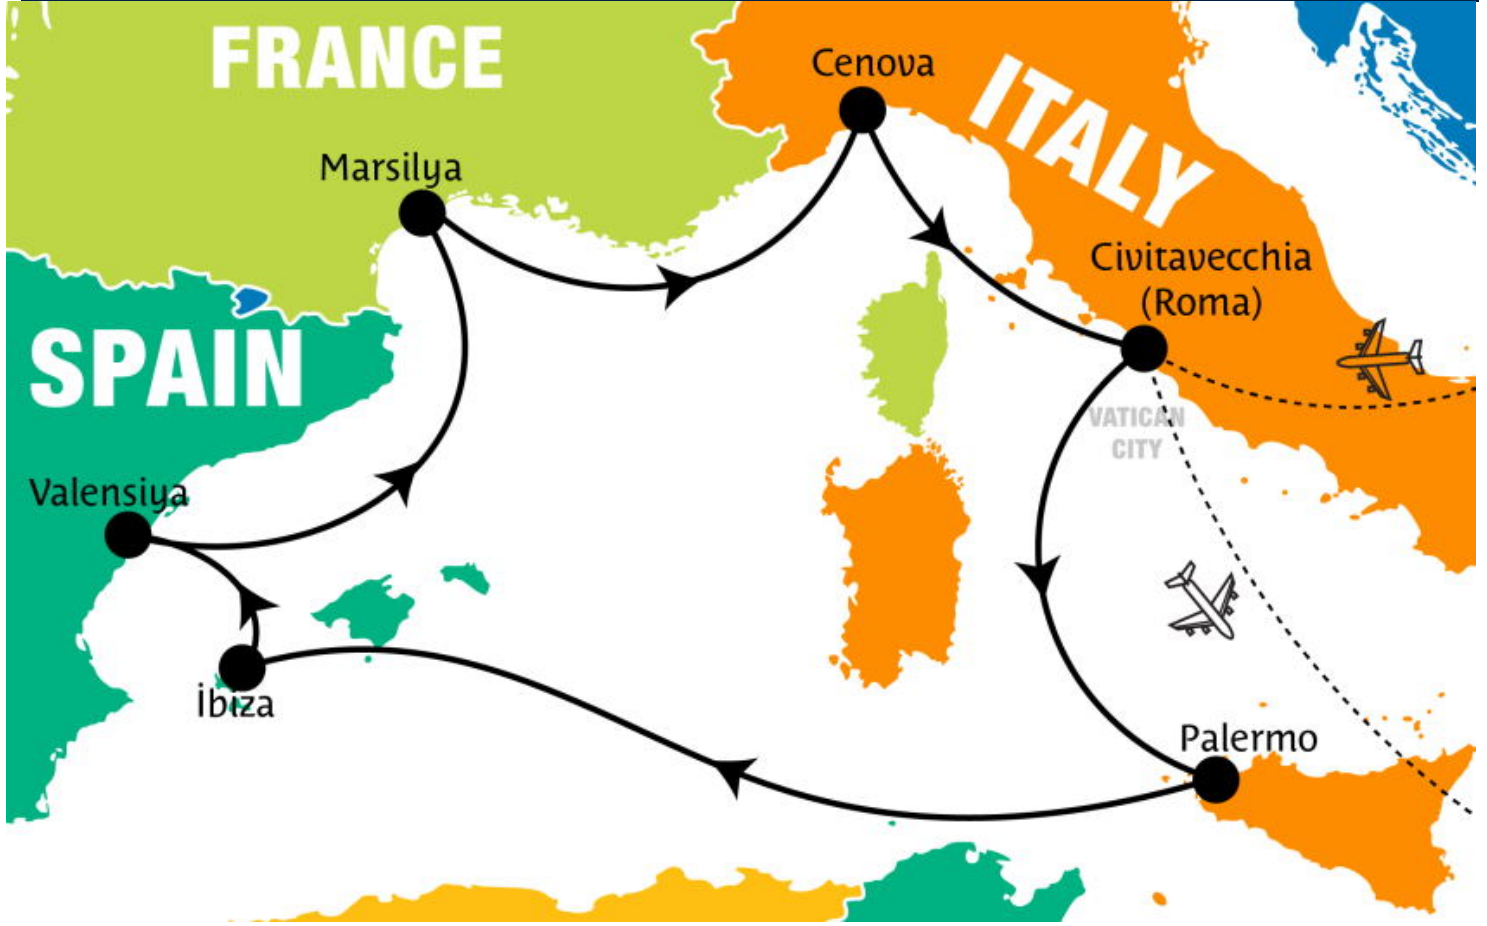 FRANCE
Cenova
ITALY
Marsilya
Civitavecchia
(Roma)
SPAIN
VATICAN
CITY
Valensiya
İbiza
Palermo